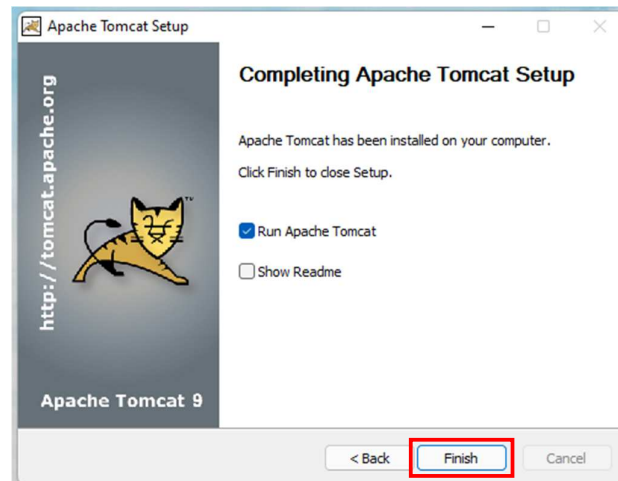 Apache Tomcat Setup
http://tomcat.apache.org
TM
Apache Tomcat 9
Completing Apache Tomcat Setup
Apache Tomcat has been installed on your computer.
Click Finish to close Setup.
Run Apache Tomcat
Show Readme
< Back
Finish
Cancel